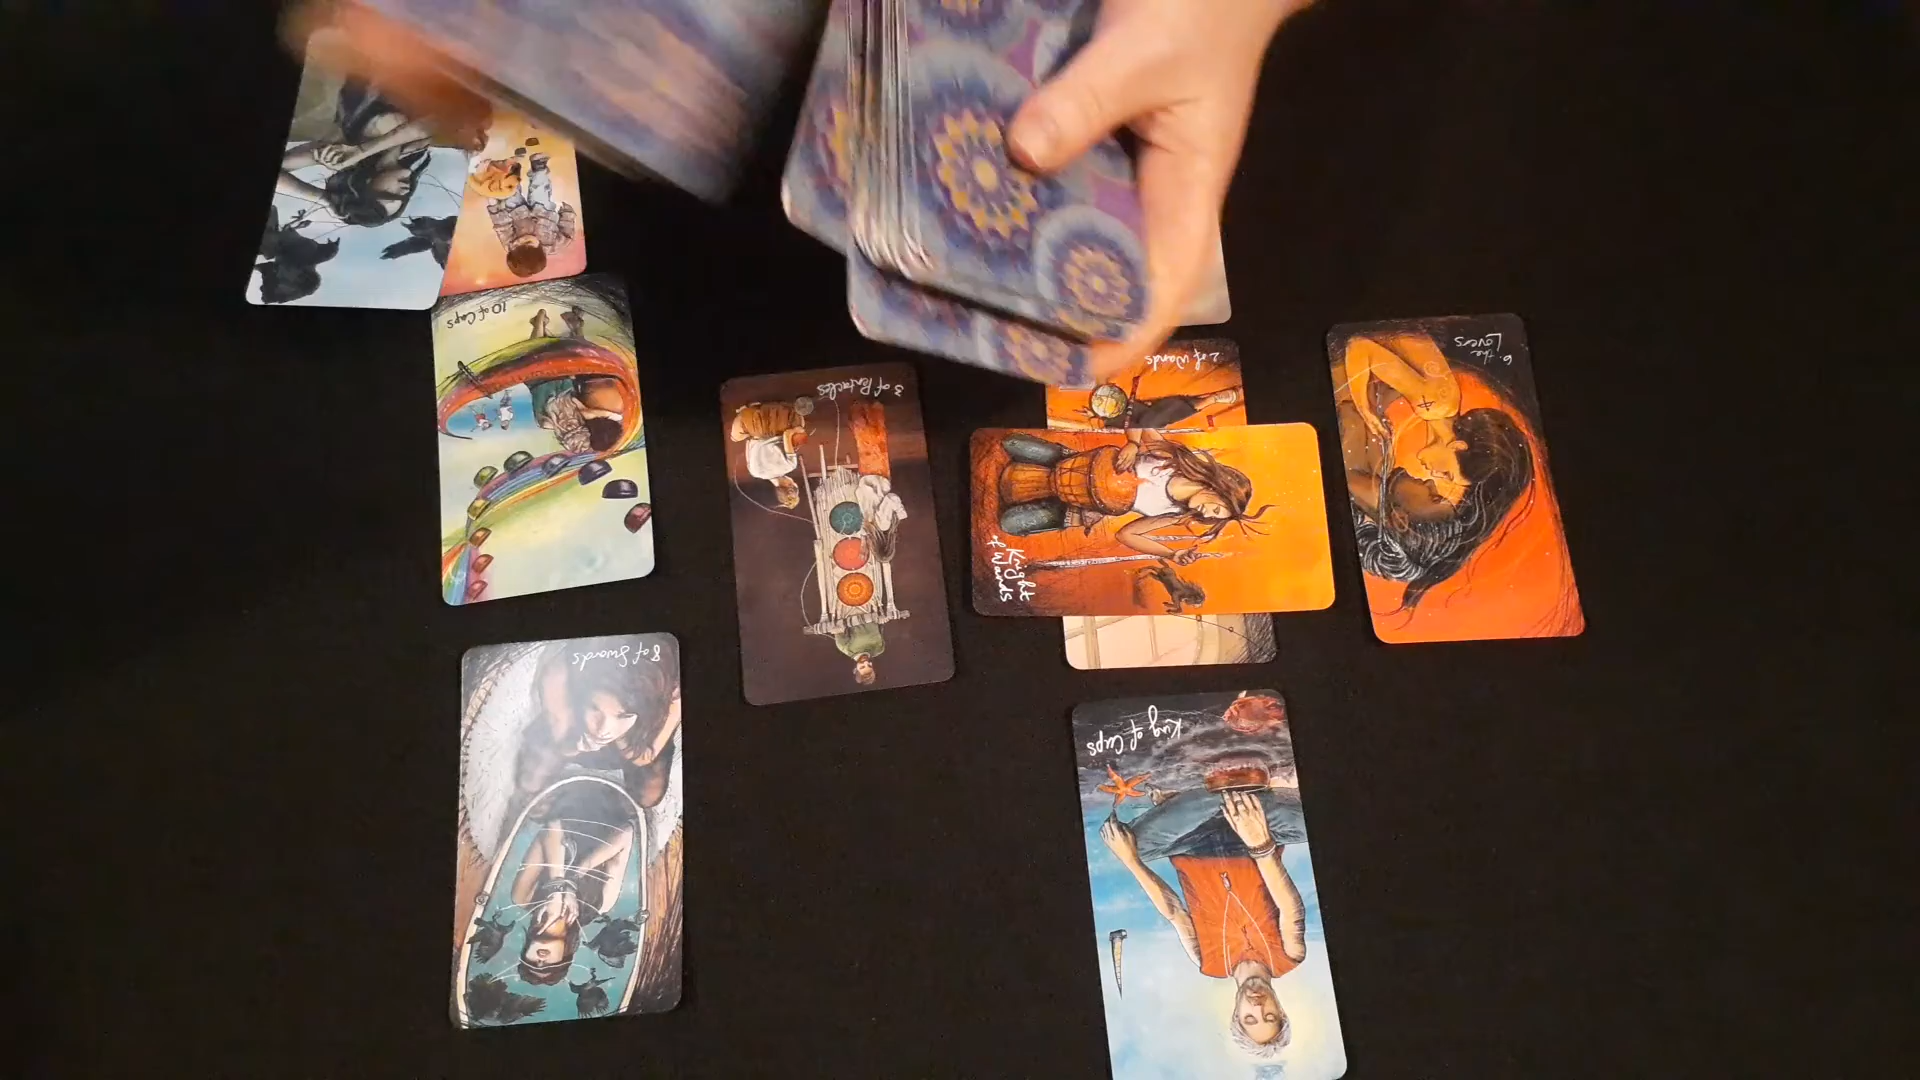 10 of Cups
3 of Pentacles
2 of Wands
6. the
Lovers
Knight
of Wands
8 of Swords
King of Cups